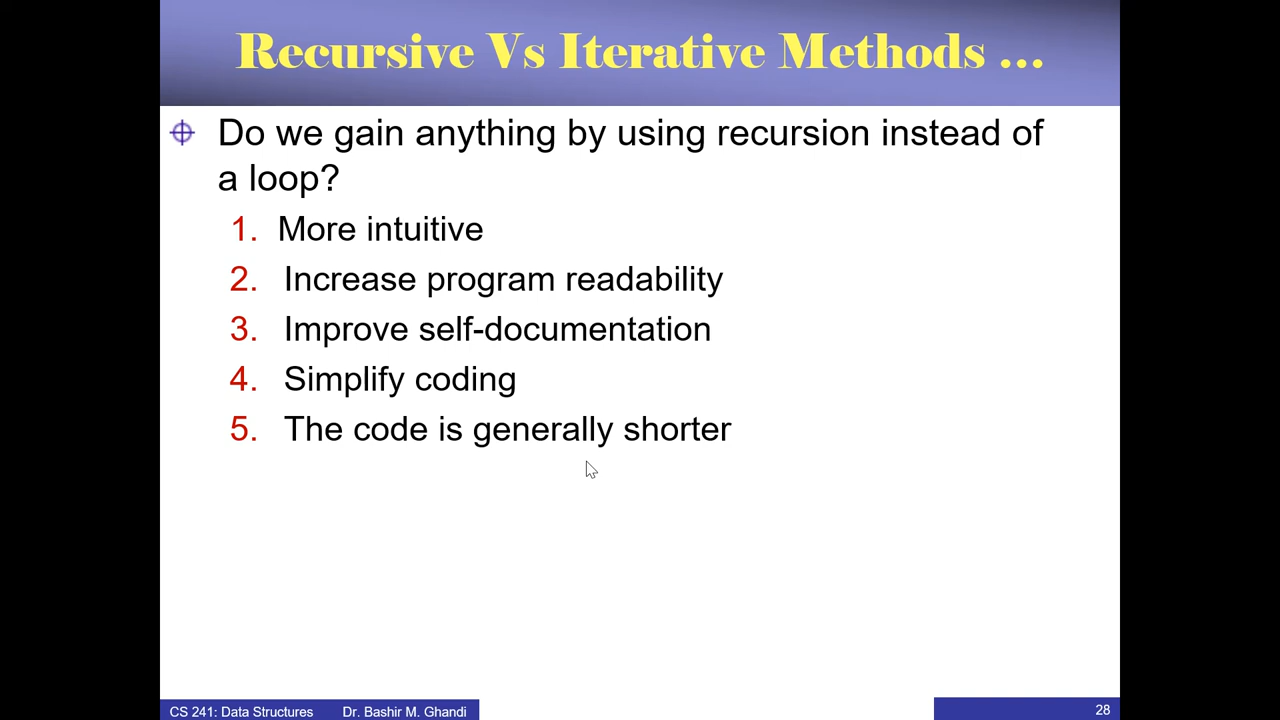 Recursive Vs Iterative Methods ...
Do we gain anything by using recursion instead of
a loop?
1. More intuitive
2. Increase program readability
3. Improve self-documentation
4. Simplify coding
5. The code is generally shorter
CS 241: Data Structures Dr. Bashir M. Ghandi
28